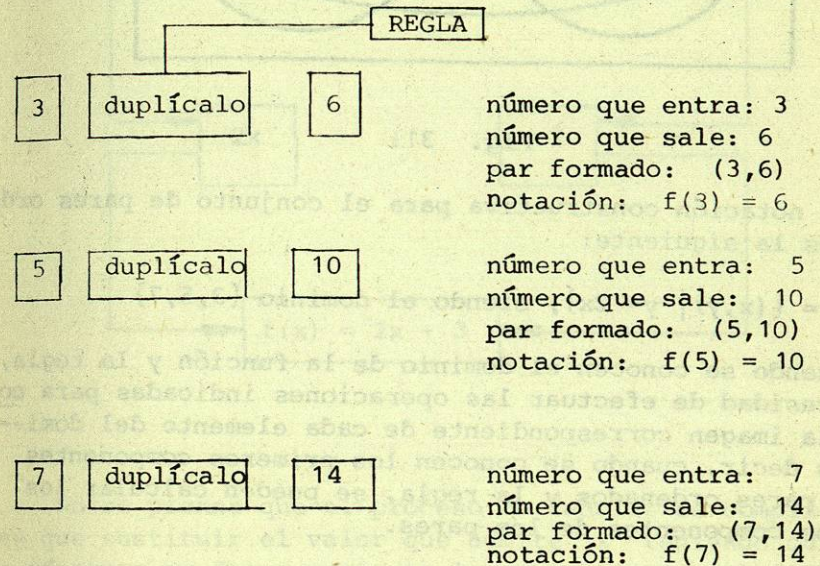 REGLA
3 duplícalo 6
número que entra: 3
número que sale: 6
par formado: (3,6)
notación: f(3) = 6
5 duplícalo 10
número que entra: 5
número que sale: 10
par formado: (5,10)
notación: f(5) = 10
7 duplícalo 14
número que entra: 7
número que sale: 14
par formado: (7,14)
notación: f(7) = 14